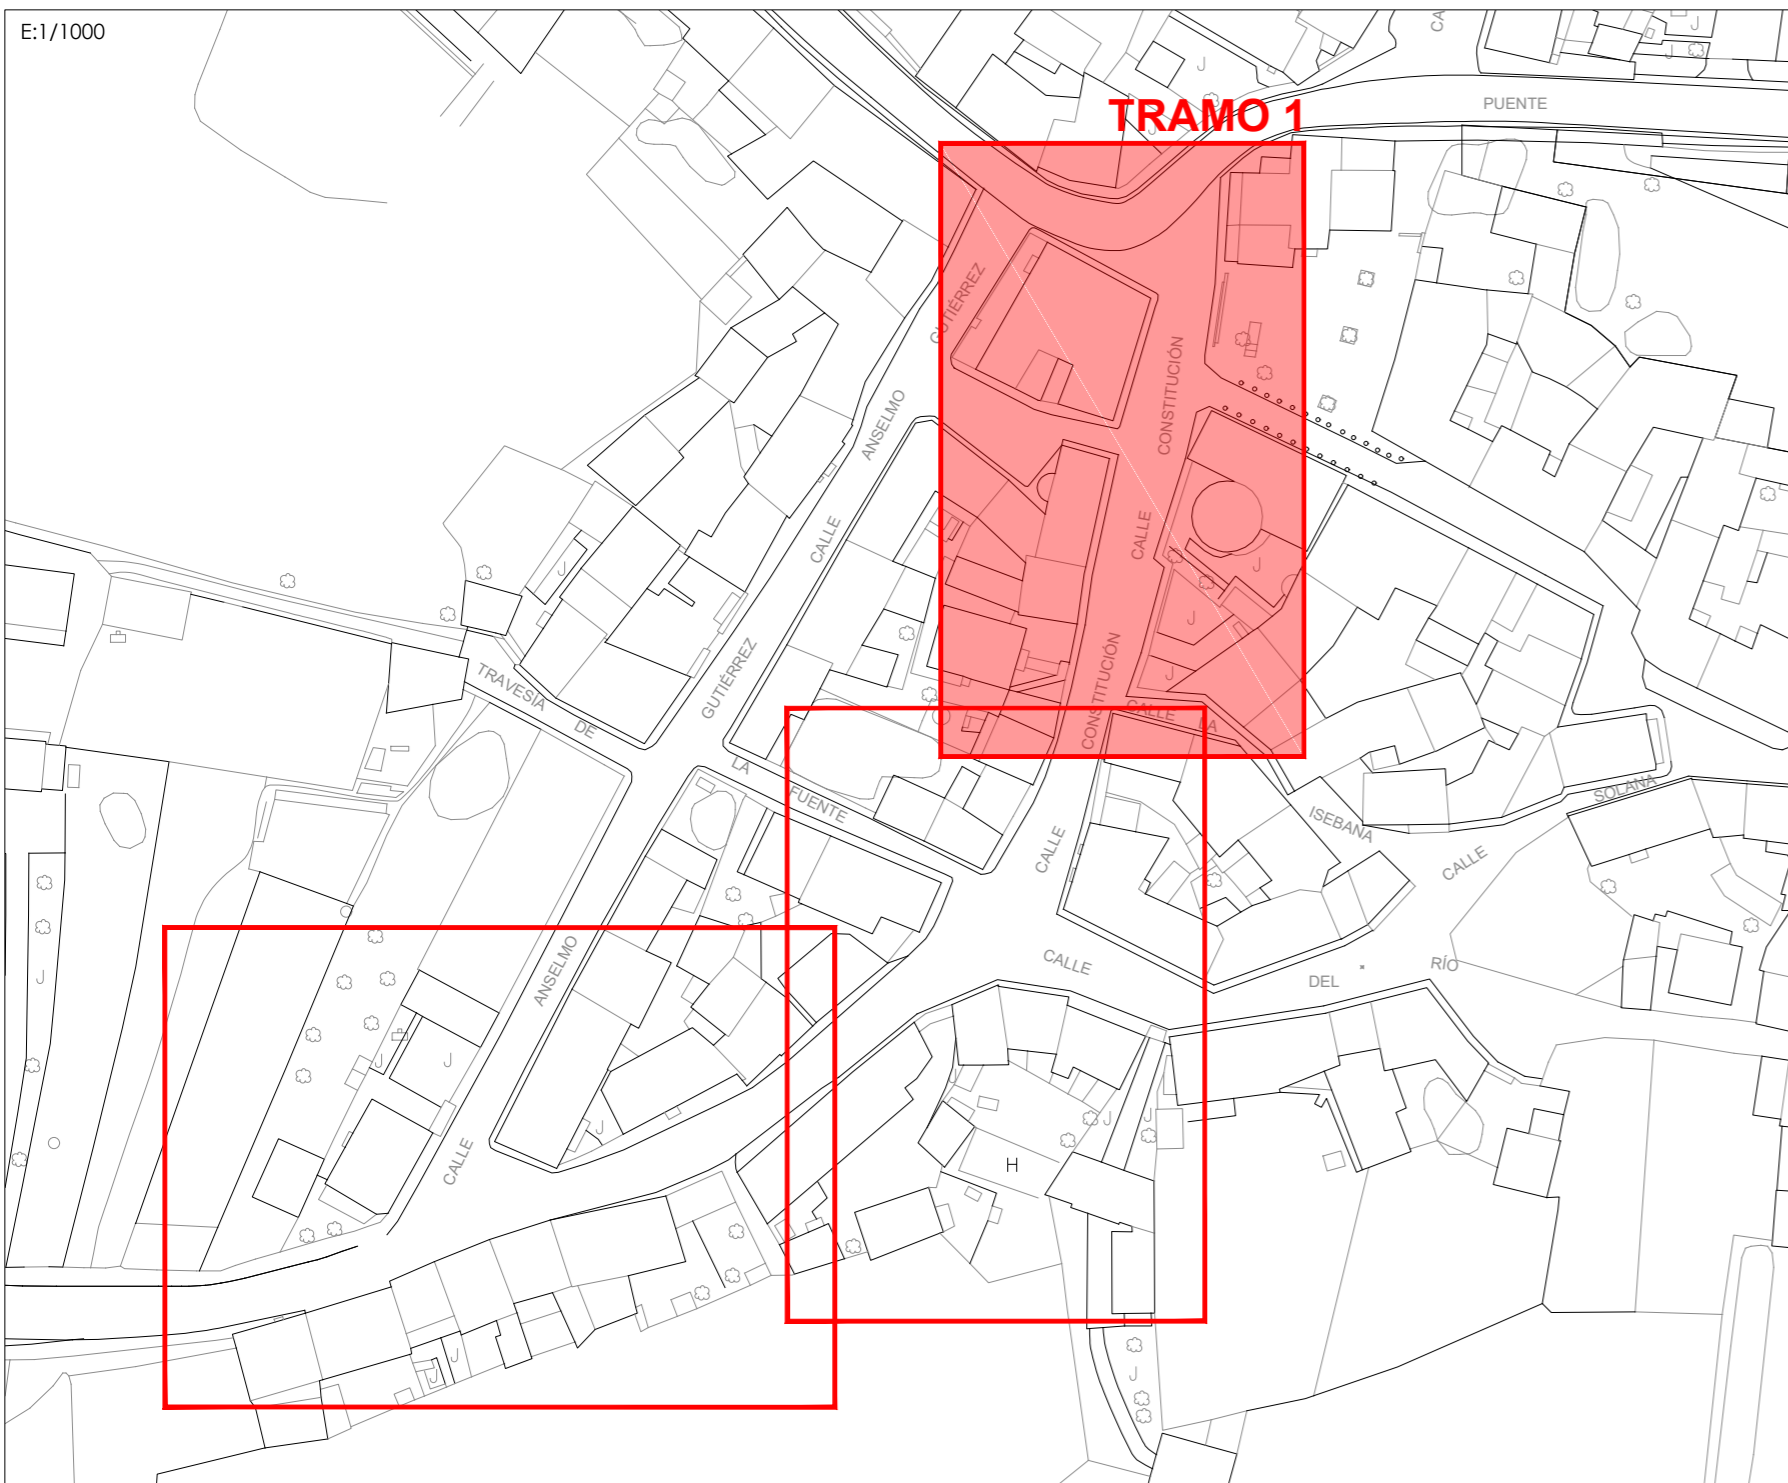 E:1/1000
CA
J
J
PUENTE
TRAMO 1
J
GUTIÉRREZ
CONSTITUCIÓN
ANSELMO
CALLE
CALLE
J
J
J
J
TRAVESÍA DE
GUTIÉRREZ
CONSTITUCIÓN
CALLE LA
LA FUENTE
ISEBANA
SOLANA
CALLE
CALLE
CALLE
DEL
RÍO
ANSELMO
J
J
J
J
J
J
J
CALLE
H
J
J
J